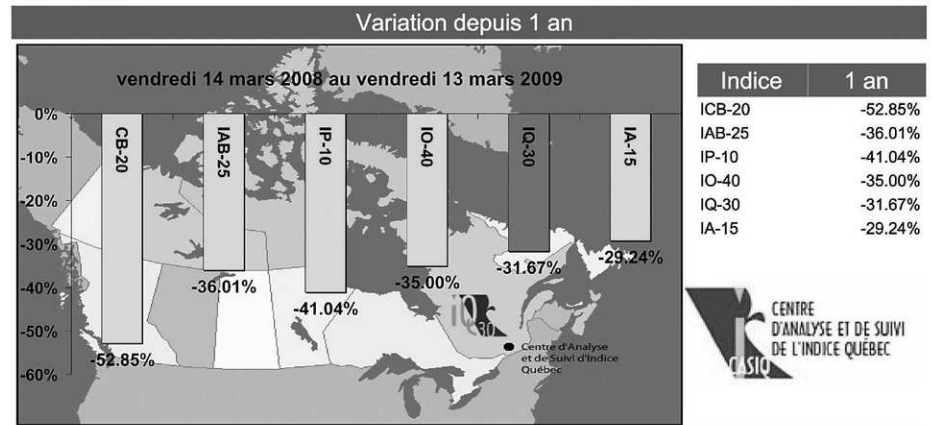 Variation depuis 1 an
vendredi 14 mars 2008 au vendredi 13 mars 2009
0%
-10%
-20%
-30%
-40%
-50%
-60%
CB-20
IAB-25
IP-10
IO-40
IQ-30
IA-15
-52.85%
-36.01%
-41.04%
-35.00%
-31.67%
-29.24%
iQ30
Centre d'Analyse
et de Suivi d'Indice
Québec
Indice 1 an
ICB-20 -52.85%
IAB-25 -36.01%
IP-10 -41.04%
IO-40 -35.00%
IQ-30 -31.67%
IA-15 -29.24%
CASIQ
CENTRE
D'ANALYSE ET DE SUIVI
DE L'INDICE QUÉBEC